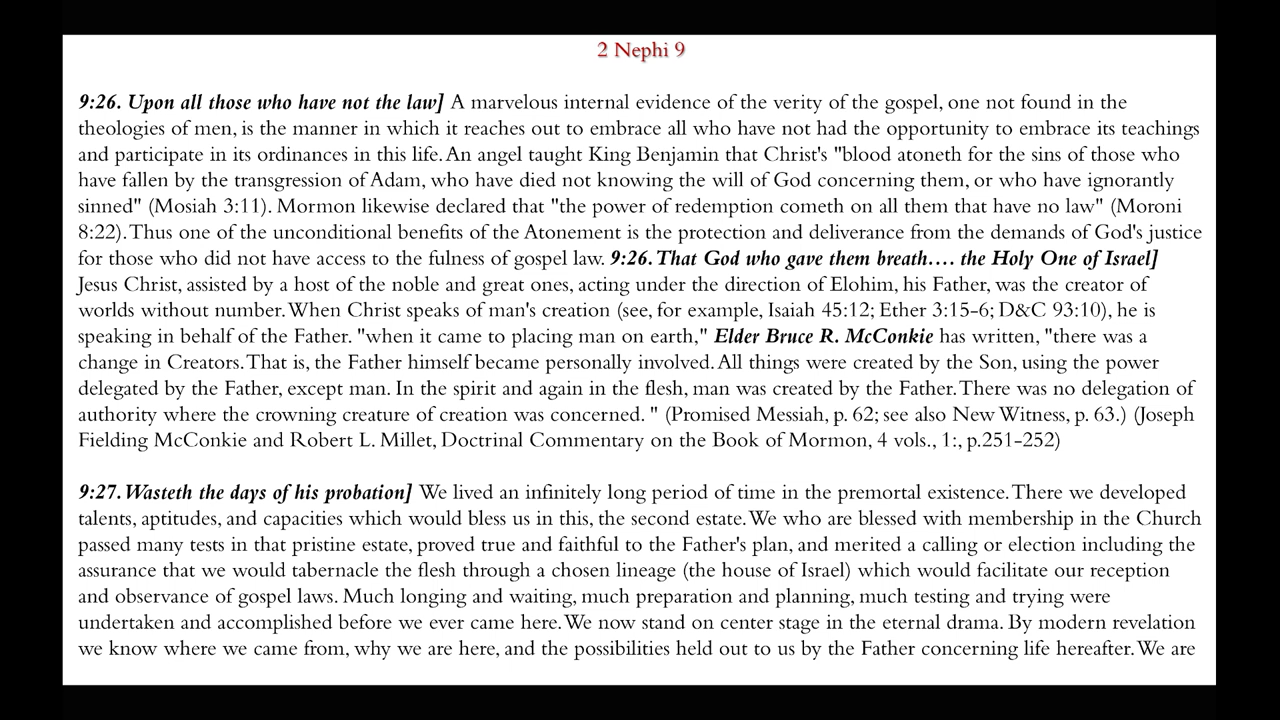 2 Nephi 9
9:26. Upon all those who have not the law] A marvelous internal evidence of the verity of the gospel, one not found in the
theologies of men, is the manner in which it reaches out to embrace all who have not had the opportunity to embrace its teachings
and participate in its ordinances in this life. An angel taught King Benjamin that Christ's "blood atoneth for the sins of those who
have fallen by the transgression of Adam, who have died not knowing the will of God concerning them, or who have ignorantly
sinned" (Mosiah 3:11). Mormon likewise declared that "the power of redemption cometh on all them that have no law" (Moroni
8:22). Thus one of the unconditional benefits of the Atonement is the protection and deliverance from the demands of God's justice
for those who did not have access to the fulness of gospel law. 9:26. That God who gave them breath.... the Holy One of Israel]
Jesus Christ, assisted by a host of the noble and great ones, acting under the direction of Elohim, his Father, was the creator of
worlds without number. When Christ speaks of man's creation (see, for example, Isaiah 45:12; Ether 3:15-6; D&C 93:10), he is
speaking in behalf of the Father. "when it came to placing man on earth," Elder Bruce R. McConkie has written, "there was a
change in Creators. That is, the Father himself became personally involved. All things were created by the Son, using the power
delegated by the Father, except man. In the spirit and again in the flesh, man was created by the Father. There was no delegation of
authority where the crowning creature of creation was concerned. " (Promised Messiah, p. 62; see also New Witness, p. 63.) (Joseph
Fielding McConkie and Robert L. Millet, Doctrinal Commentary on the Book of Mormon, 4 vols., 1:, p.251-252)
9:27. Wasteth the days of his probation] We lived an infinitely long period of time in the premortal existence. There we developed
talents, aptitudes, and capacities which would bless us in this, the second estate. We who are blessed with membership in the Church
passed many tests in that pristine estate, proved true and faithful to the Father's plan, and merited a calling or election including the
assurance that we would tabernacle the flesh through a chosen lineage (the house of Israel) which would facilitate our reception
and observance of gospel laws. Much longing and waiting, much preparation and planning, much testing and trying were
undertaken and accomplished before we ever came here. We now stand on center stage in the eternal drama. By modern revelation
we know where we came from, why we are here, and the possibilities held out to us by the Father concerning life hereafter. We are